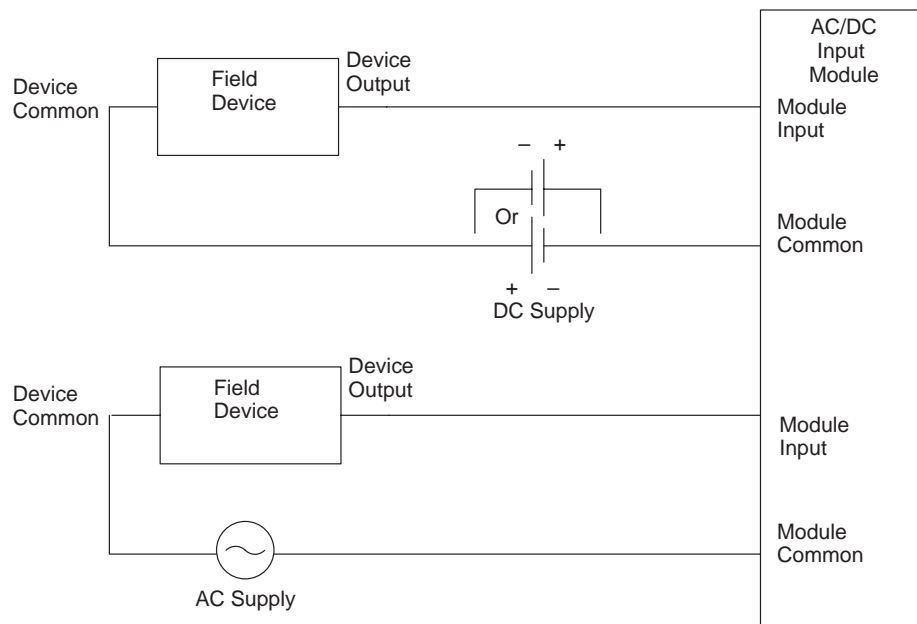 AC/DC
Input
Module
Device
Common
Field
Device
Device
Output
Module
Input
– +
Or
Module
Common
+ –
DC Supply
Device
Common
Field
Device
Device
Output
Module
Input
Module
Common
AC Supply